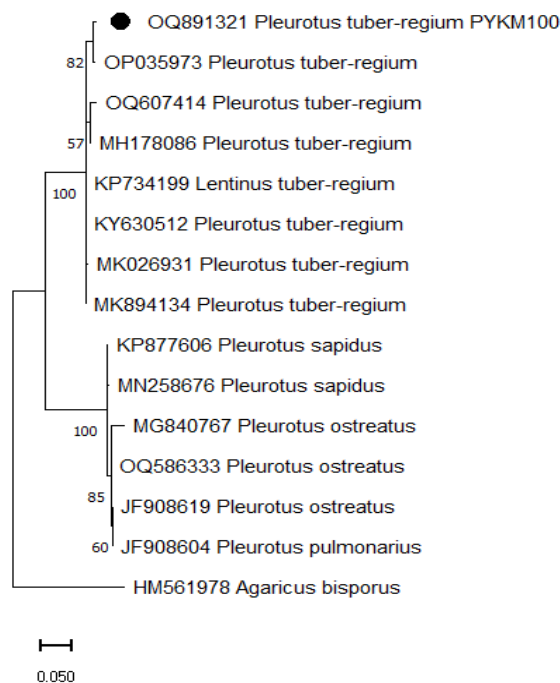 OQ891321 Pleurotus tuber-regium PYKM100
82
OP035973 Pleurotus tuber-regium
OQ607414 Pleurotus tuber-regium
57
MH178086 Pleurotus tuber-regium
KP734199 Lentinus tuber-regium
100
KY630512 Pleurotus tuber-regium
MK026931 Pleurotus tuber-regium
MK894134 Pleurotus tuber-regium
KP877606 Pleurotus sapidus
MN258676 Pleurotus sapidus
MG840767 Pleurotus ostreatus
100
OQ586333 Pleurotus ostreatus
85
JF908619 Pleurotus ostreatus
60
JF908604 Pleurotus pulmonarius
HM561978 Agaricus bisporus
0.050